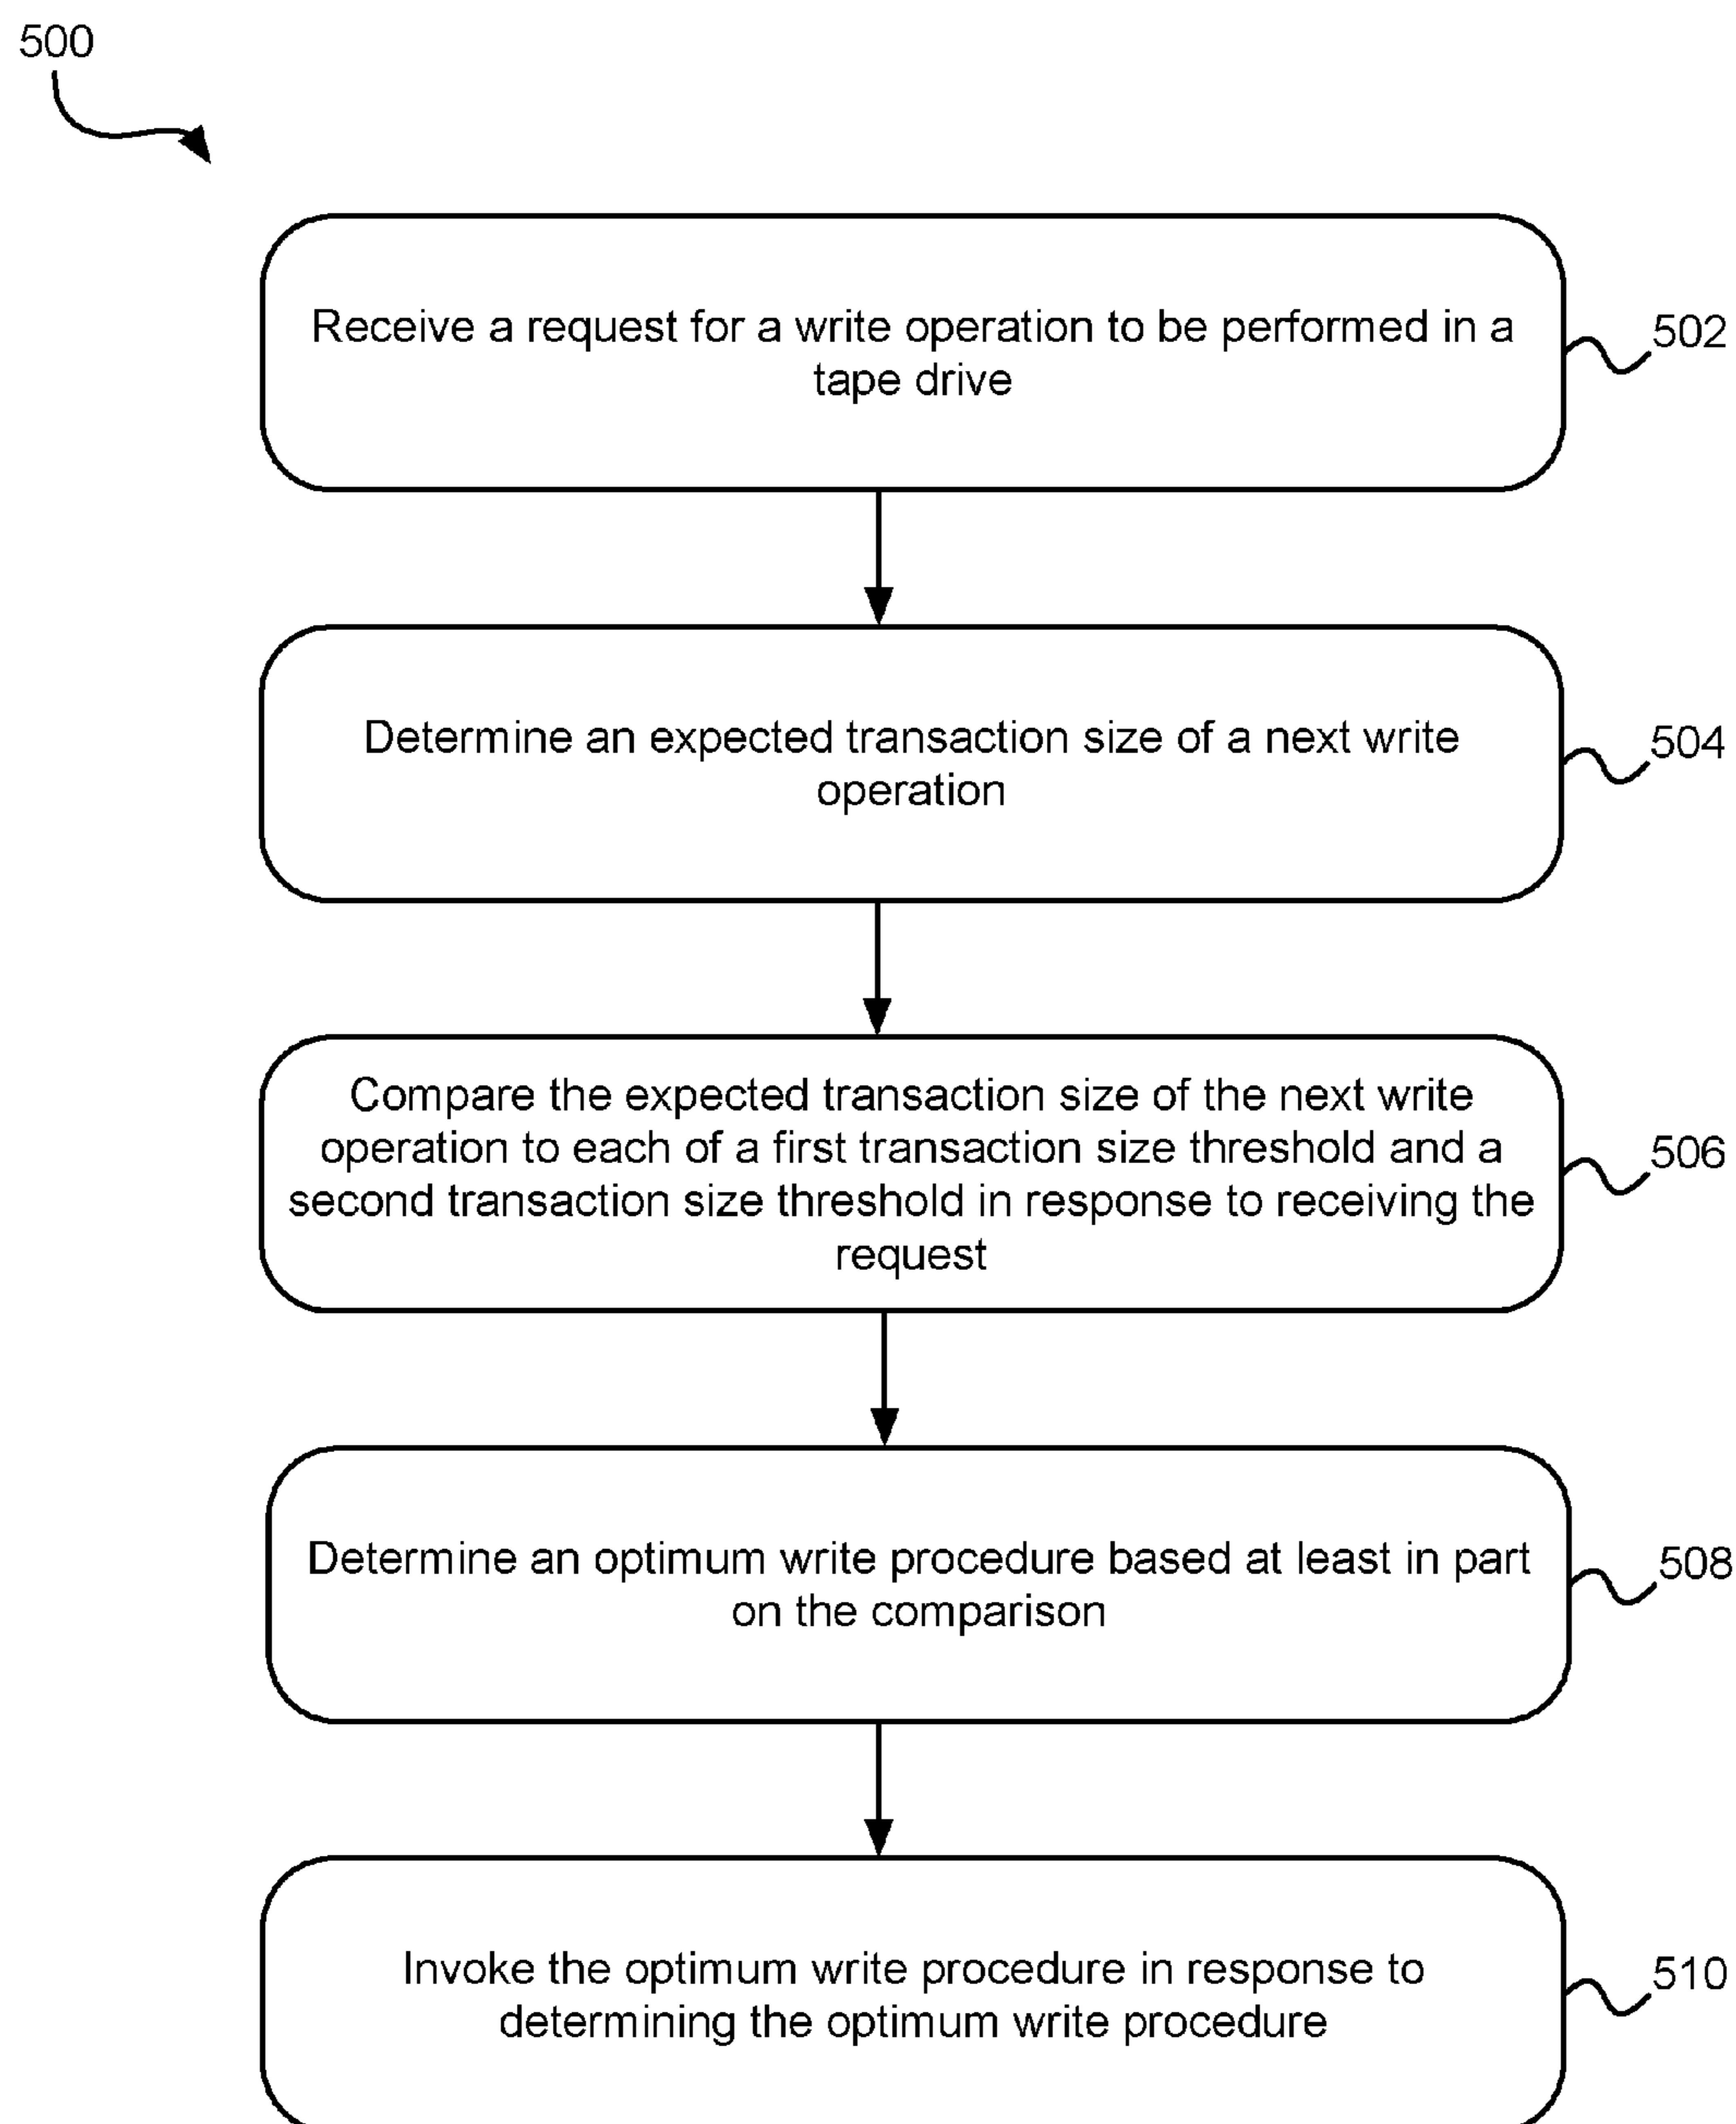 500
Receive a request for a write operation to be performed in a
tape drive
502
Determine an expected transaction size of a next write
operation
504
Compare the expected transaction size of the next write
operation to each of a first transaction size threshold and a
second transaction size threshold in response to receiving the
request
506
Determine an optimum write procedure based at least in part
on the comparison
508
Invoke the optimum write procedure in response to
determining the optimum write procedure
510